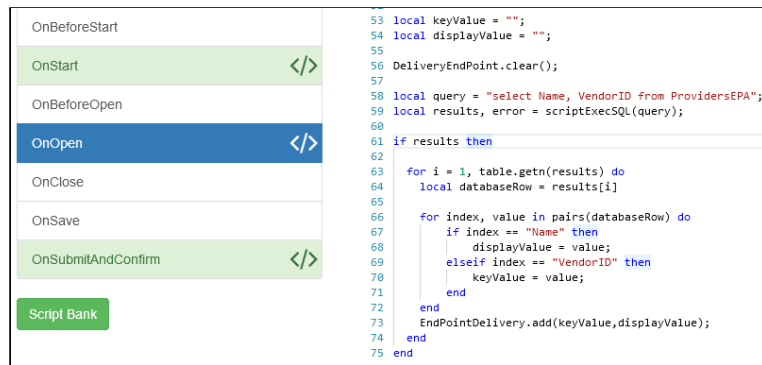 OnBeforeStart
OnStart </>
OnBeforeOpen
OnOpen </>
OnClose
OnSave
OnSubmitAndConfirm </>
Script Bank
53 local keyValue = "";
54 local displayValue = "";
55
56 DeliveryEndPoint.clear();
57
58 local query = "select Name, VendorID from ProvidersEPA";
59 local results, error = scriptExecSQL(query);
60
61 if results then
62
63 for i = 1, table.getn(results) do
64 local databaseRow = results[i]
65
66 for index, value in pairs(databaseRow) do
67 if index == "Name" then
68 displayValue = value;
69 elseif index == "VendorID" then
70 keyValue = value;
71 end
72 end
73 EndPointDelivery.add(keyValue,displayValue);
74 end
75 end